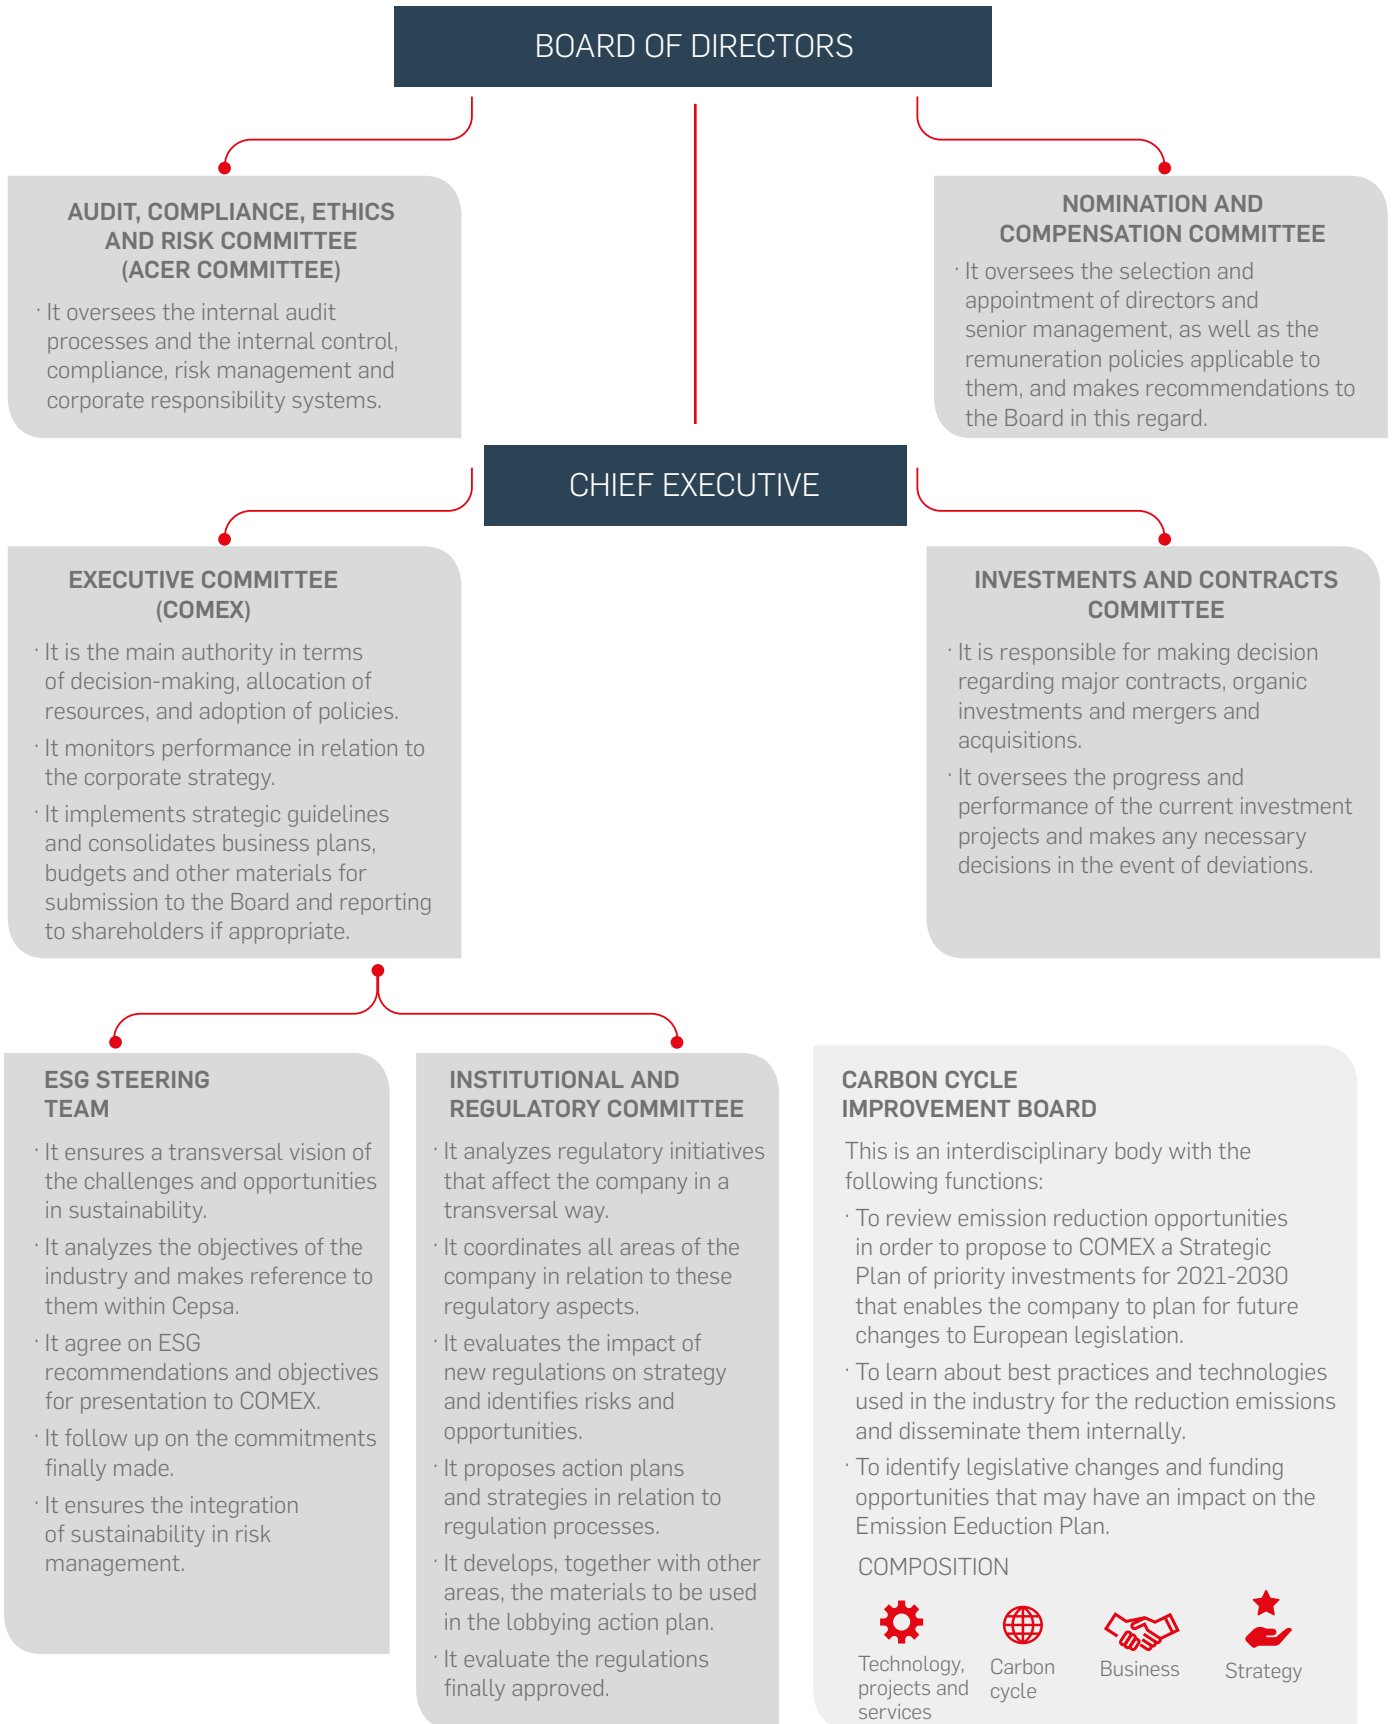 BOARD OF DIRECTORS
AUDIT, COMPLIANCE, ETHICS
AND RISK COMMITTEE
(ACER COMMITTEE)
· It oversees the internal audit
processes and the internal control,
compliance, risk management and
corporate responsibility systems.
NOMINATION AND
COMPENSATION COMMITTEE
· It oversees the selection and
appointment of directors and
senior management, as well as the
remuneration policies applicable to
them, and makes recommendations to
the Board in this regard.
CHIEF EXECUTIVE
EXECUTIVE COMMITTEE
(COMEX)
· It is the main authority in terms
of decision-making, allocation of
resources, and adoption of policies.
· It monitors performance in relation to
the corporate strategy.
· It implements strategic guidelines
and consolidates business plans,
budgets and other materials for
submission to the Board and reporting
to shareholders if appropriate.
INVESTMENTS AND CONTRACTS
COMMITTEE
· It is responsible for making decision
regarding major contracts, organic
investments and mergers and
acquisitions.
· It oversees the progress and
performance of the current investment
projects and makes any necessary
decisions in the event of deviations.
ESG STEERING
TEAM
· It ensures a transversal vision of
the challenges and opportunities
in sustainability.
· It analyzes the objectives of the
industry and makes reference to
them within Cepsa.
· It agree on ESG
recommendations and objectives
for presentation to COMEX.
· It follow up on the commitments
finally made.
· It ensures the integration
of sustainability in risk
management.
INSTITUTIONAL AND
REGULATORY COMMITTEE
· It analyzes regulatory initiatives
that affect the company in a
transversal way.
· It coordinates all areas of the
company in relation to these
regulatory aspects.
· It evaluates the impact of
new regulations on strategy
and identifies risks and
opportunities.
· It proposes action plans
and strategies in relation to
regulation processes.
· It develops, together with other
areas, the materials to be used
in the lobbying action plan.
· It evaluate the regulations
finally approved.
CARBON CYCLE
IMPROVEMENT BOARD
This is an interdisciplinary body with the
following functions:
· To review emission reduction opportunities
in order to propose to COMEX a Strategic
Plan of priority investments for 2021-2030
that enables the company to plan for future
changes to European legislation.
· To learn about best practices and technologies
used in the industry for the reduction emissions
and disseminate them internally.
· To identify legislative changes and funding
opportunities that may have an impact on the
Emission Eeduction Plan.
COMPOSITION
Technology,
projects and
services
Carbon
cycle
Business
Strategy